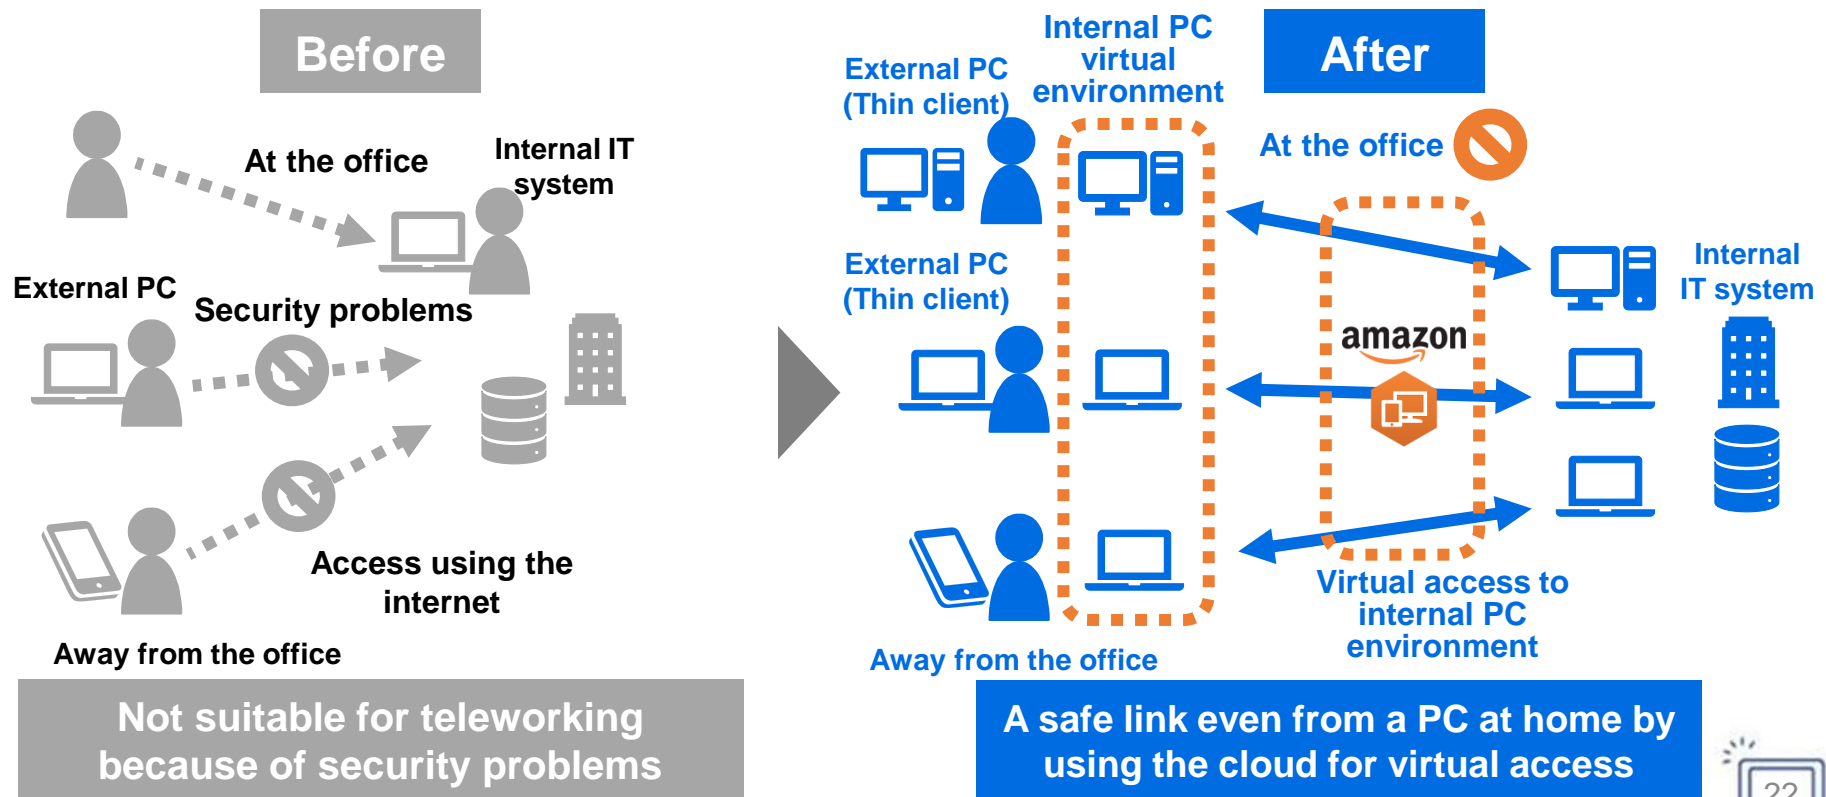 Before
At the office
Internal IT
system
External PC
Security problems
Access using the
internet
Away from the office
Not suitable for teleworking
because of security problems
After
Internal PC
virtual
environment
External PC
(Thin client)
At the office
External PC
(Thin client)
Internal
IT system
amazon
Virtual access to
internal PC
environment
Away from the office
A safe link even from a PC at home by
using the cloud for virtual access
22